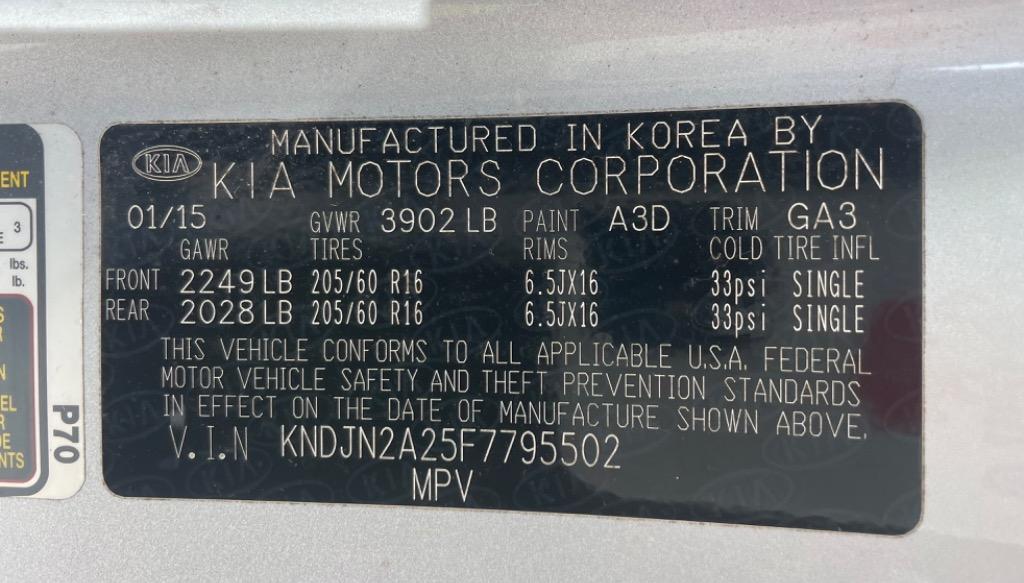 MANUFACTURED IN KOREA BY
KIA KIA MOTORS CORPORATION
01/15 GVWR 3902 LB PAINT A3D TRIM GA3
GAWR TIRES RIMS COLD TIRE INFL
FRONT 2249 LB 205/60 R16 6.5JX16 33psi SINGLE
REAR 2028 LB 205/60 R16 6.5JX16 33psi SINGLE
THIS VEHICLE CONFORMS TO ALL APPLICABLE U.S.A. FEDERAL
MOTOR VEHICLE SAFETY AND THEFT PREVENTION STANDARDS
IN EFFECT ON THE DATE OF MANUFACTURE SHOWN ABOVE.
V.I.N KNDJN2A25F7795502
MPV
3
lbs.
lb.
P70